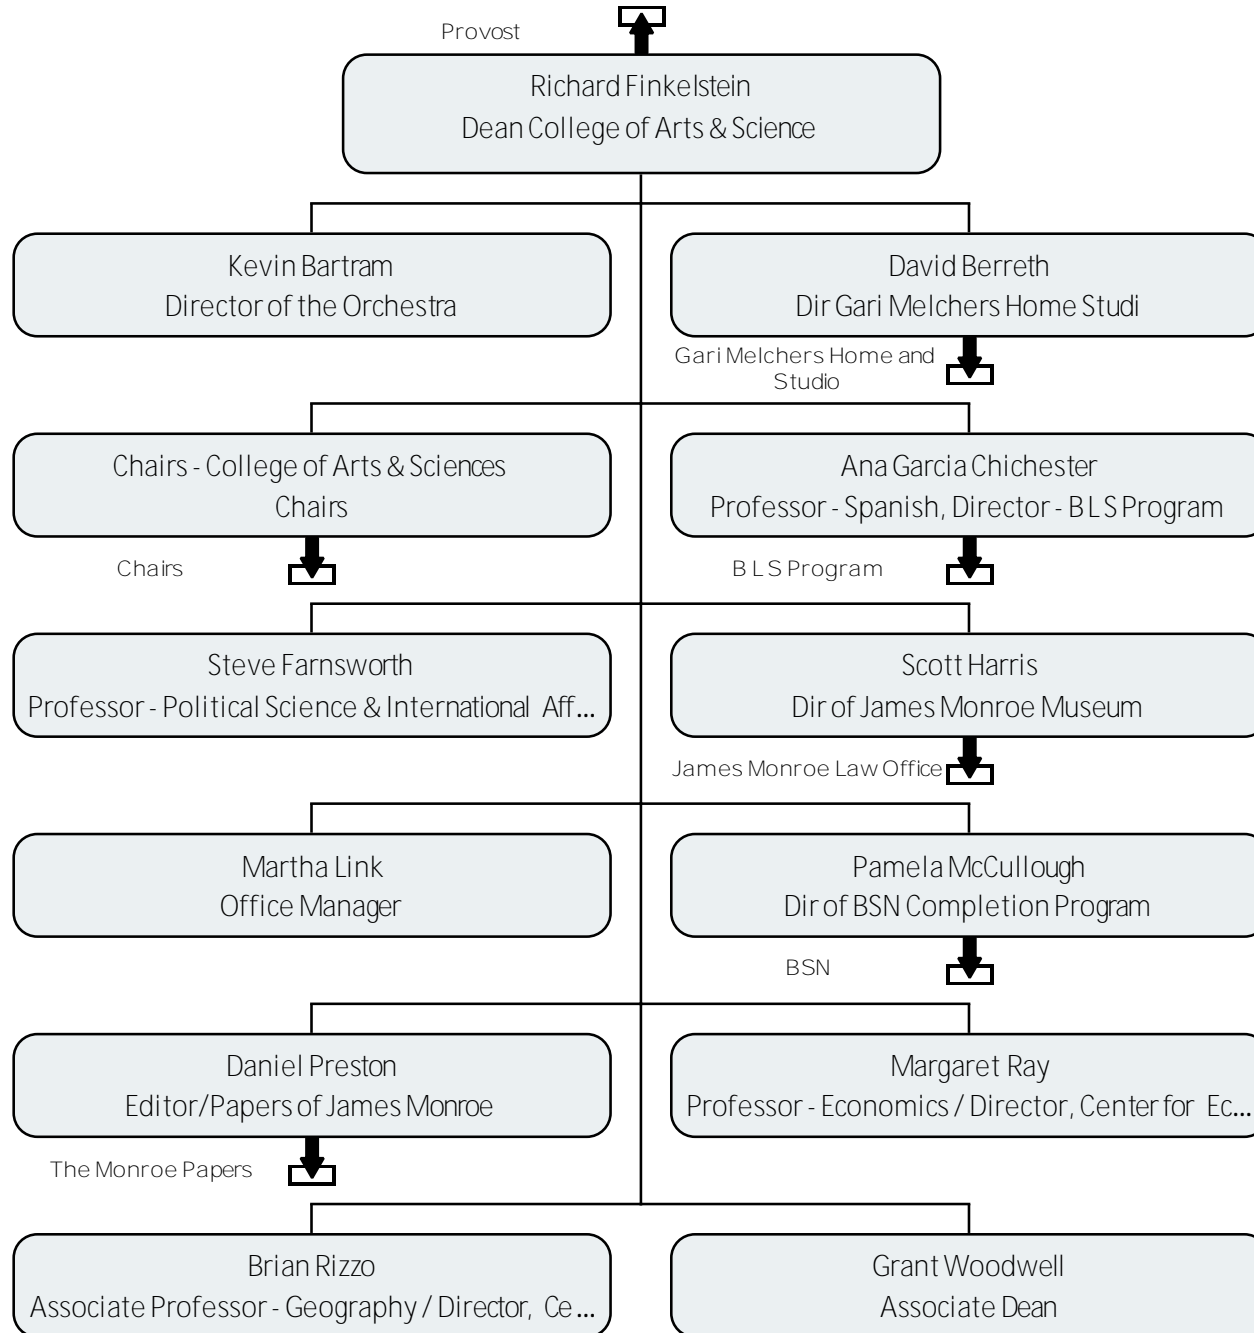 Provost
Richard Finkelstein
Dean College of Arts & Science
Kevin Bartram
Director of the Orchestra
David Berreth
Dir Gari Melchers Home Studi
Gari Melchers Home and
Studio
Chairs - College of Arts & Sciences
Chairs
Chairs
Ana Garcia Chichester
Professor - Spanish, Director - B L S Program
B L S Program
Steve Farnsworth
Professor - Political Science & International Aff...
Scott Harris
Dir of James Monroe Museum
James Monroe Law Office
Martha Link
Office Manager
Pamela McCullough
Dir of BSN Completion Program
BSN
Daniel Preston
Editor/Papers of James Monroe
The Monroe Papers
Margaret Ray
Professor - Economics / Director, Center for Ec...
Brian Rizzo
Associate Professor - Geography / Director, Ce...
Grant Woodwell
Associate Dean